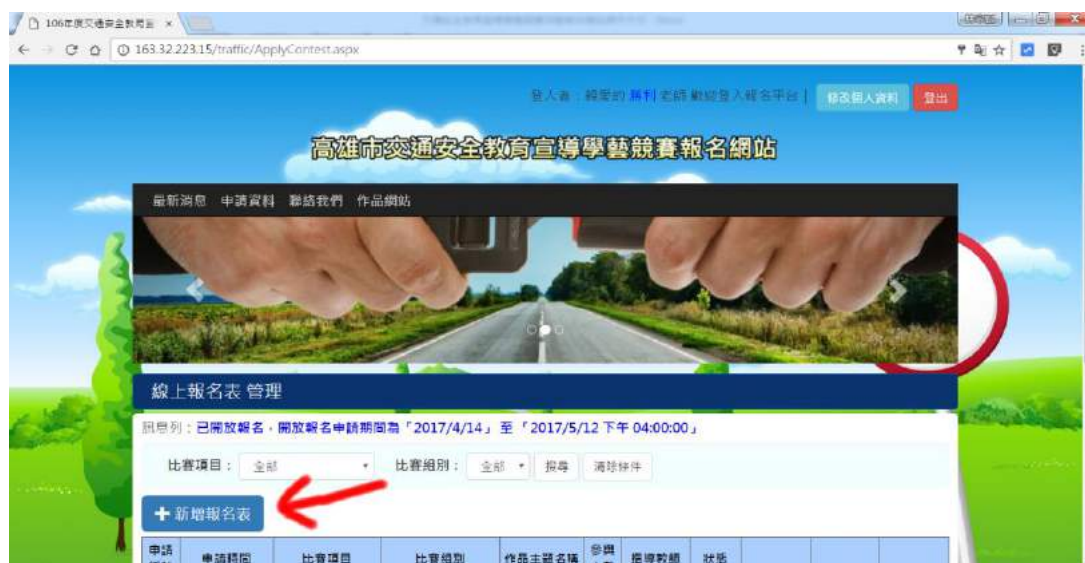 106年度交通安全教育宣
163.32.223.15/traffic/ApplyContest.aspx
登入者：親愛的 勝利 老師 歡迎登入報名平台 | 修改個人資料 登出
高雄市交通安全教育宣導學藝競賽報名網站
最新消息 申請資料 聯絡我們 作品網站
線上報名表 管理
訊息列：已開放報名，開放報名申請期間為「2017/4/14」至「2017/5/12 下午 04:00:00」
比賽項目： 全部 比賽組別： 全部 搜尋 清除條件
新增報名表
申請 申請時間 比賽項目 比賽組別 作品主題名稱 參與 指導教師 狀態